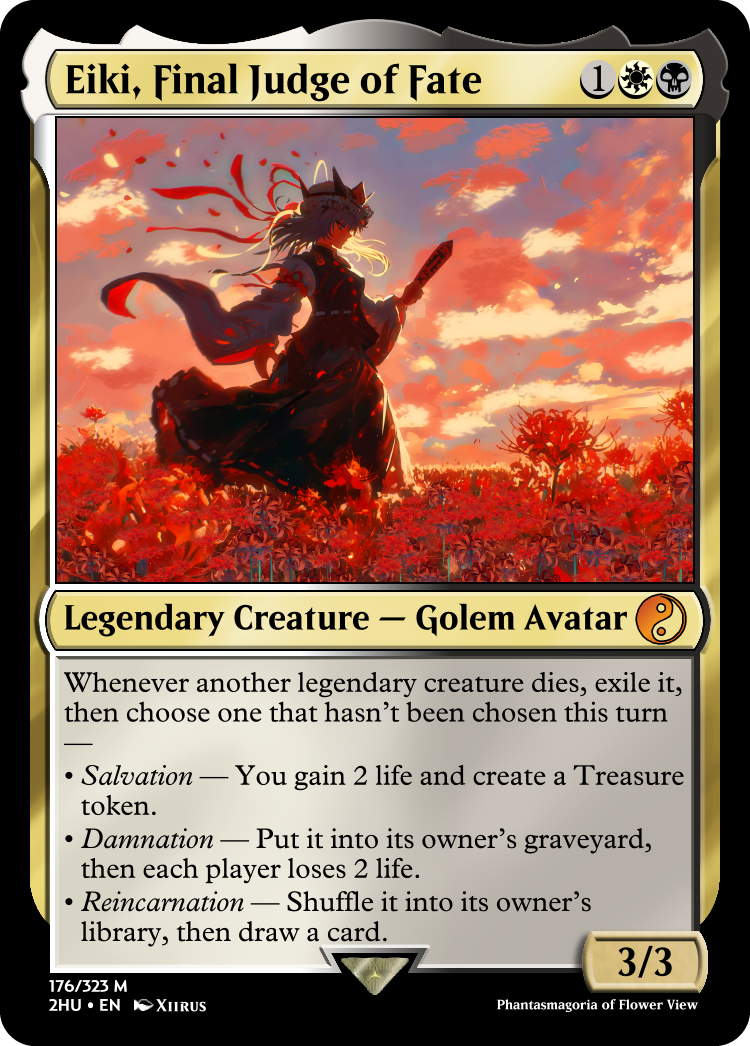 Eiki, Final Judge of Fate 1
Legendary Creature — Golem Avatar
Whenever another legendary creature dies, exile it,
then choose one that hasn't been chosen this turn
—
• Salvation — You gain 2 life and create a Treasure
token.
• Damnation — Put it into its owner's graveyard,
then each player loses 2 life.
• Reincarnation — Shuffle it into its owner's
library, then draw a card.
3/3
176/323 M
2HU • EN Xiirus
Phantasmagoria of Flower View